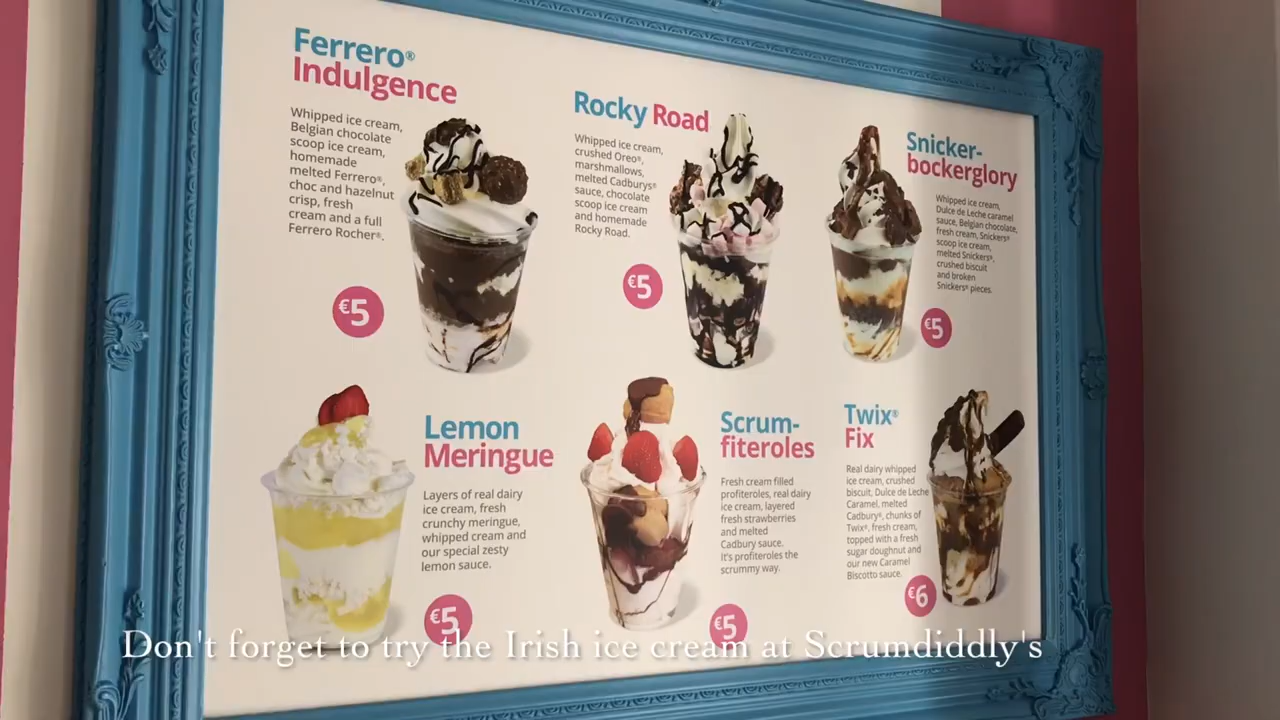 Ferrero®
Indulgence
Whipped ice cream,
Belgian chocolate
scoop ice cream,
homemade
melted Ferrero®,
choc and hazelnut
crisp, fresh
cream and a full
Ferrero Rocher®.
€5
Rocky Road
Whipped ice cream,
crushed Oreo®,
marshmallows,
melted Cadburys®
sauce, chocolate
scoop ice cream
and homemade
Rocky Road.
€5
Snicker-
bockerglory
Whipped ice cream,
Dulce de Leche caramel
sauce, Belgian chocolate,
fresh cream, Snickers®
scoop ice cream,
melted Snickers®,
crushed biscuit
and broken
Snickers® pieces.
€5
Lemon
Meringue
Layers of real dairy
ice cream, fresh
crunchy meringue,
whipped cream and
our special zesty
lemon sauce.
€5
Scrum-
fiteroles
Fresh cream filled
profiteroles, real dairy
ice cream, layered
fresh strawberries
and melted
Cadbury sauce.
It's profiteroles the
scrummy way.
€5
Twix®
Fix
Real dairy whipped
ice cream, crushed
biscuit, Dulce de Leche
Caramel, melted
Cadbury®, chunks of
Twix®, fresh cream,
topped with a fresh
sugar doughnut and
our new Caramel
Biscotto sauce.
€6
Don't forget to try the Irish ice cream at Scrumdiddly's